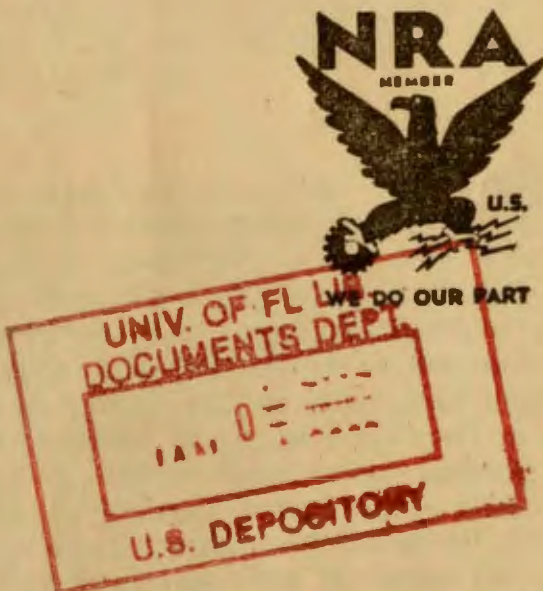 NRA
MEMBER
U.S.
WE DO OUR PART
UNIV. OF FL LIB.
DOCUMENTS DEPT.
U.S. DEPOSITORY